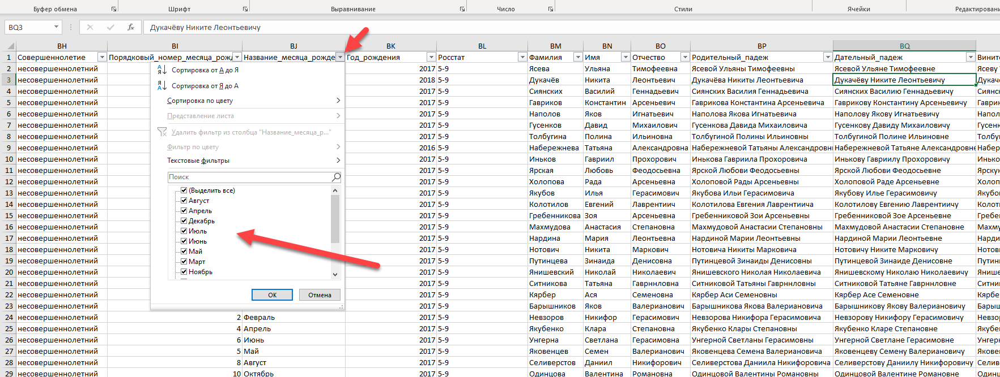 Буфер обмена Шрифт Выравнивание Число Стили Ячейки Редактирован
BQ3 fx Дукачёву Никите Леонтьевичу
BH BI BJ BK BL BM BN BO BP BQ
1 Совершеннолетие Порядковый_номер_месяца_рожд Название_месяца_рожде Год_рождения Росстат Фамилия Имя Отчество Родительный_падеж Дательный_падеж Вините
2 несовершеннолетний 2017 5-9 Ясева Ульяна Тимофеевна Ясевой Ульяны Тимофеевны Ясевой Ульяне Тимофеевне Ясеву
3 несовершеннолетний 2018 5-9 Дукачёв Никита Леонтьевич Дукачёва Никиты Леонтьевича Дукачёву Никите Леонтьевичу Дукачё
4 несовершеннолетний 2017 5-9 Сиянских Василий Геннадьевич Сиянских Василия Геннадьевича Сиянских Василию Геннадьевичу Сиянск
5 несовершеннолетний 2017 5-9 Гавриков Константин Арсеньевич Гаврикова Константина Арсеньевича Гаврикову Константину Арсеньевичу Гаврик
6 несовершеннолетний 2017 5-9 Наполов Яков Игнатьевич Наполова Якова Игнатьевича Наполову Якову Игнатьевичу Напол
7 несовершеннолетний 2017 5-9 Гусенков Давид Михаилович Гусенкова Давида Михаиловича Гусенкову Давиду Михаиловичу Гусенк
8 несовершеннолетний 2017 5-9 Толбугина Полина Ильиновна Толбугиной Полины Ильиновны Толбугиной Полине Ильиновне Толбу
9 несовершеннолетний 2016 5-9 Набережнева Татьяна Александровна Набережневой Татьяны Александровн Набережневой Татьяне Александровне Набер
10 несовершеннолетний 2017 5-9 Иньков Гавриил Прохорович Инькова Гавриила Прохоровича Инькову Гавриилу Прохоровичу Инько
11 несовершеннолетний 2017 5-9 Ярская Любовь Феодосьевна Ярской Любови Феодосьевны Ярской Любови Феодосьевне Ярску
12 несовершеннолетний 2017 5-9 Холопова Рада Арсеньевна Холоповой Рады Арсеньевны Холоповой Раде Арсеньевне Холоп
13 несовершеннолетний 2017 5-9 Якубов Илья Герасимович Якубова Ильи Герасимовича Якубову Илье Герасимовичу Якубо
14 несовершеннолетний 2017 5-9 Колотилов Евгений Лаврентиич Колотилова Евгения Лаврентиича Колотилову Евгению Лаврентиичу Колот
15 несовершеннолетний 2017 5-9 Гребенникова Зоя Арсеньевна Гребенниковой Зои Арсеньевны Гребенниковой Зое Арсеньевне Гребе
16 несовершеннолетний 2017 5-9 Махмудова Анастасия Степановна Махмудовой Анастасии Степановны Махмудовой Анастасии Степановне Махму
17 несовершеннолетний 2017 5-9 Нардина Мария Леонтьевна Нардиной Марии Леонтьевны Нардиной Марии Леонтьевне Нарди
18 несовершеннолетний 2017 5-9 Нотович Никита Маркович Нотовича Никиты Марковича Нотовичу Никите Марковичу Нотов
19 несовершеннолетний 2017 5-9 Путинцева Зинаида Денисовна Путинцевой Зинаиды Денисовны Путинцевой Зинаиде Денисовне Путин
20 несовершеннолетний 2017 5-9 Янишевский Николай Николаевич Янишевского Николая Николаевича Янишевскому Николаю Николаевичу Янише
21 несовершеннолетний 2017 5-9 Ситникова Татьяна Гаврнловна Ситниковой Татьяны Гаврнловны Ситниковой Татьяне Гаврнловне Ситни
22 несовершеннолетний 2017 5-9 Кярбер Ася Семеновна Кярбер Аси Семеновны Кярбер Асе Семеновне Кярбе
23 несовершеннолетний 2017 5-9 Барышников Яков Валерианович Барышникова Якова Валериановича Барышникову Якову Валериановичу Барыш
24 несовершеннолетний 2 Февраль 2017 5-9 Невзоров Никифор Герасимович Невзорова Никифора Герасимовича Невзорову Никифору Герасимовичу Невзо
25 несовершеннолетний 4 Апрель 2017 5-9 Якубенко Клара Степановна Якубенко Клары Степановны Якубенко Кларе Степановне Якубе
26 несовершеннолетний 6 Июнь 2017 5-9 Унгерна Светлана Герасимовна Унгерной Светланы Герасимовны Унгерной Светлане Герасимовне Унгер
27 несовершеннолетний 5 Май 2017 5-9 Яковенцев Семен Валерианович Яковенцева Семена Валериановича Яковенцеву Семену Валериановичу Якове
28 несовершеннолетний 8 Август 2017 5-9 Селиверстов Даниил Никифорович Селиверстова Даниила Никифоровича Селиверстову Даниилу Никифоровичу Селив
29 несовершеннолетний 10 Октябрь 2017 5-9 Одинцова Валентина Романовна Одинцовой Валентины Романовны Одинцовой Валентине Романовне Одинц
Сортировка от А до Я
Сортировка от Я до А
Сортировка по цвету
Представление листа
Удалить фильтр из столбца "Название_месяца_р..."
Фильтр по цвету
Текстовые фильтры
Поиск
(Выделить все)
Август
Апрель
Декабрь
Июль
Июнь
Май
Март
Ноябрь
ОК Отмена